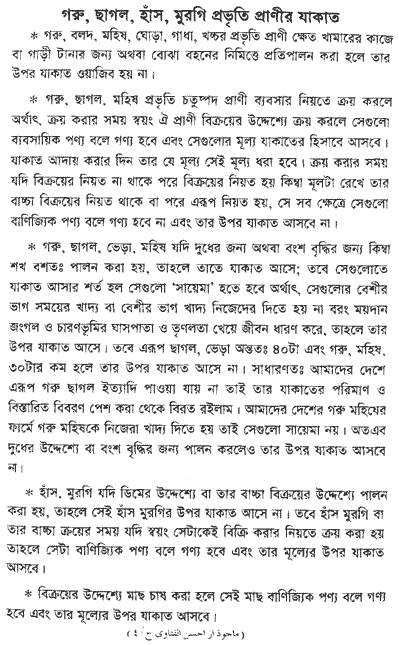 গরু, ছাগল, হাঁস, মুরগি প্রভৃতি প্রাণীর যাকাত
* গরু, বলদ, মহিষ, ঘোড়া, গাধা, খচ্চর প্রভৃতি প্রাণী ক্ষেত খামারের কাজে
বা গাড়ী টানার জন্য অথবা বোঝা বহনের নিমিত্তে প্রতিপালন করা হলে তার
উপর যাকাত ওয়াজিব হয় না।
* গরু, ছাগল, মহিষ প্রভৃতি চতুষ্পদ প্রাণী ব্যবসার নিয়তে ক্রয় করলে
অর্থাৎ, ক্রয় করার সময় স্বয়ং ঐ প্রাণী বিক্রয়ের উদ্দেশ্যে ক্রয় করলে সেগুলো
ব্যবসায়িক পণ্য বলে গণ্য হবে এবং সেগুলোর মূল্য যাকাতের হিসাবে আসবে।
যাকাত আদায় করার দিন তার যে মূল্য সেই মূল্য ধরা হবে। ক্রয় করার সময়
যদি বিক্রয়ের নিয়ত না থাকে পরে বিক্রয়ের নিয়ত হয় কিম্বা মূলটা রেখে তার
বাচ্চা বিক্রয়ের নিয়ত থাকে বা পরে এরূপ নিয়ত হয়, সে সব ক্ষেত্রে সেগুলো
বাণিজ্যিক পণ্য বলে গণ্য হবে না এবং তার উপর যাকাত আসবে না।
* গরু, ছাগল, ভেড়া, মহিষ যদি দুধের জন্য অথবা বংশ বৃদ্ধির জন্য কিম্বা
শখ বশতঃ পালন করা হয়, তাহলে তাতে যাকাত আসে; তবে সেগুলোতে
যাকাত আসার শর্ত হল সেগুলো 'সায়েমা' হতে হবে অর্থাৎ, সেগুলোর বেশীর
ভাগ সময়ের খাদ্য বা বেশীর ভাগ খাদ্য নিজেদের দিতে হয় না বরং ময়দান
জংগল ও চারণভূমির ঘাসপাতা ও তৃণলতা খেয়ে জীবন ধারণ করে, তাহলে তার
উপর যাকাত আসে। তবে এরূপ ছাগল, ভেড়া অন্ততঃ ৪০টা এবং গরু, মহিষ,
৩০টার কম হলে তার উপর যাকাত আসে না। সাধারণতঃ আমাদের দেশে
এরূপ গরু ছাগল ইত্যাদি পাওয়া যায় না তাই তার যাকাতের পরিমাণ ও
বিস্তারিত বিবরণ পেশ করা থেকে বিরত রইলাম। আমাদের দেশের গরু মহিষের
ফার্মে গরু মহিষকে নিজেরা খাদ্য দিতে হয় তাই সেগুলো সায়েমা নয়। অতএব
দুধের উদ্দেশ্যে বা বংশ বৃদ্ধির জন্য পালন করলেও তার উপর যাকাত আসবে
না।
* হাঁস, মুরগি যদি ডিমের উদ্দেশ্যে বা তার বাচ্চা বিক্রয়ের উদ্দেশ্যে পালন
করা হয়, তাহলে সেই হাঁস মুরগির উপর যাকাত আসে না। তবে হাঁস মুরগি বা
তার বাচ্চা ক্রয়ের সময় যদি স্বয়ং সেটাকেই বিক্রি করার নিয়তে ক্রয় করা হয়
তাহলে সেটা বাণিজ্যিক পণ্য বলে গণ্য হবে এবং তার মূল্যের উপর যাকাত
আসবে।
* বিক্রয়ের উদ্দেশ্যে মাছ চাষ করা হলে সেই মাছ বাণিজ্যিক পণ্য বলে গণ্য
হবে এবং তার মূল্যের উপর যাকাত আসবে।
(ماخوذ از احسن الفتاوى ج/٤)